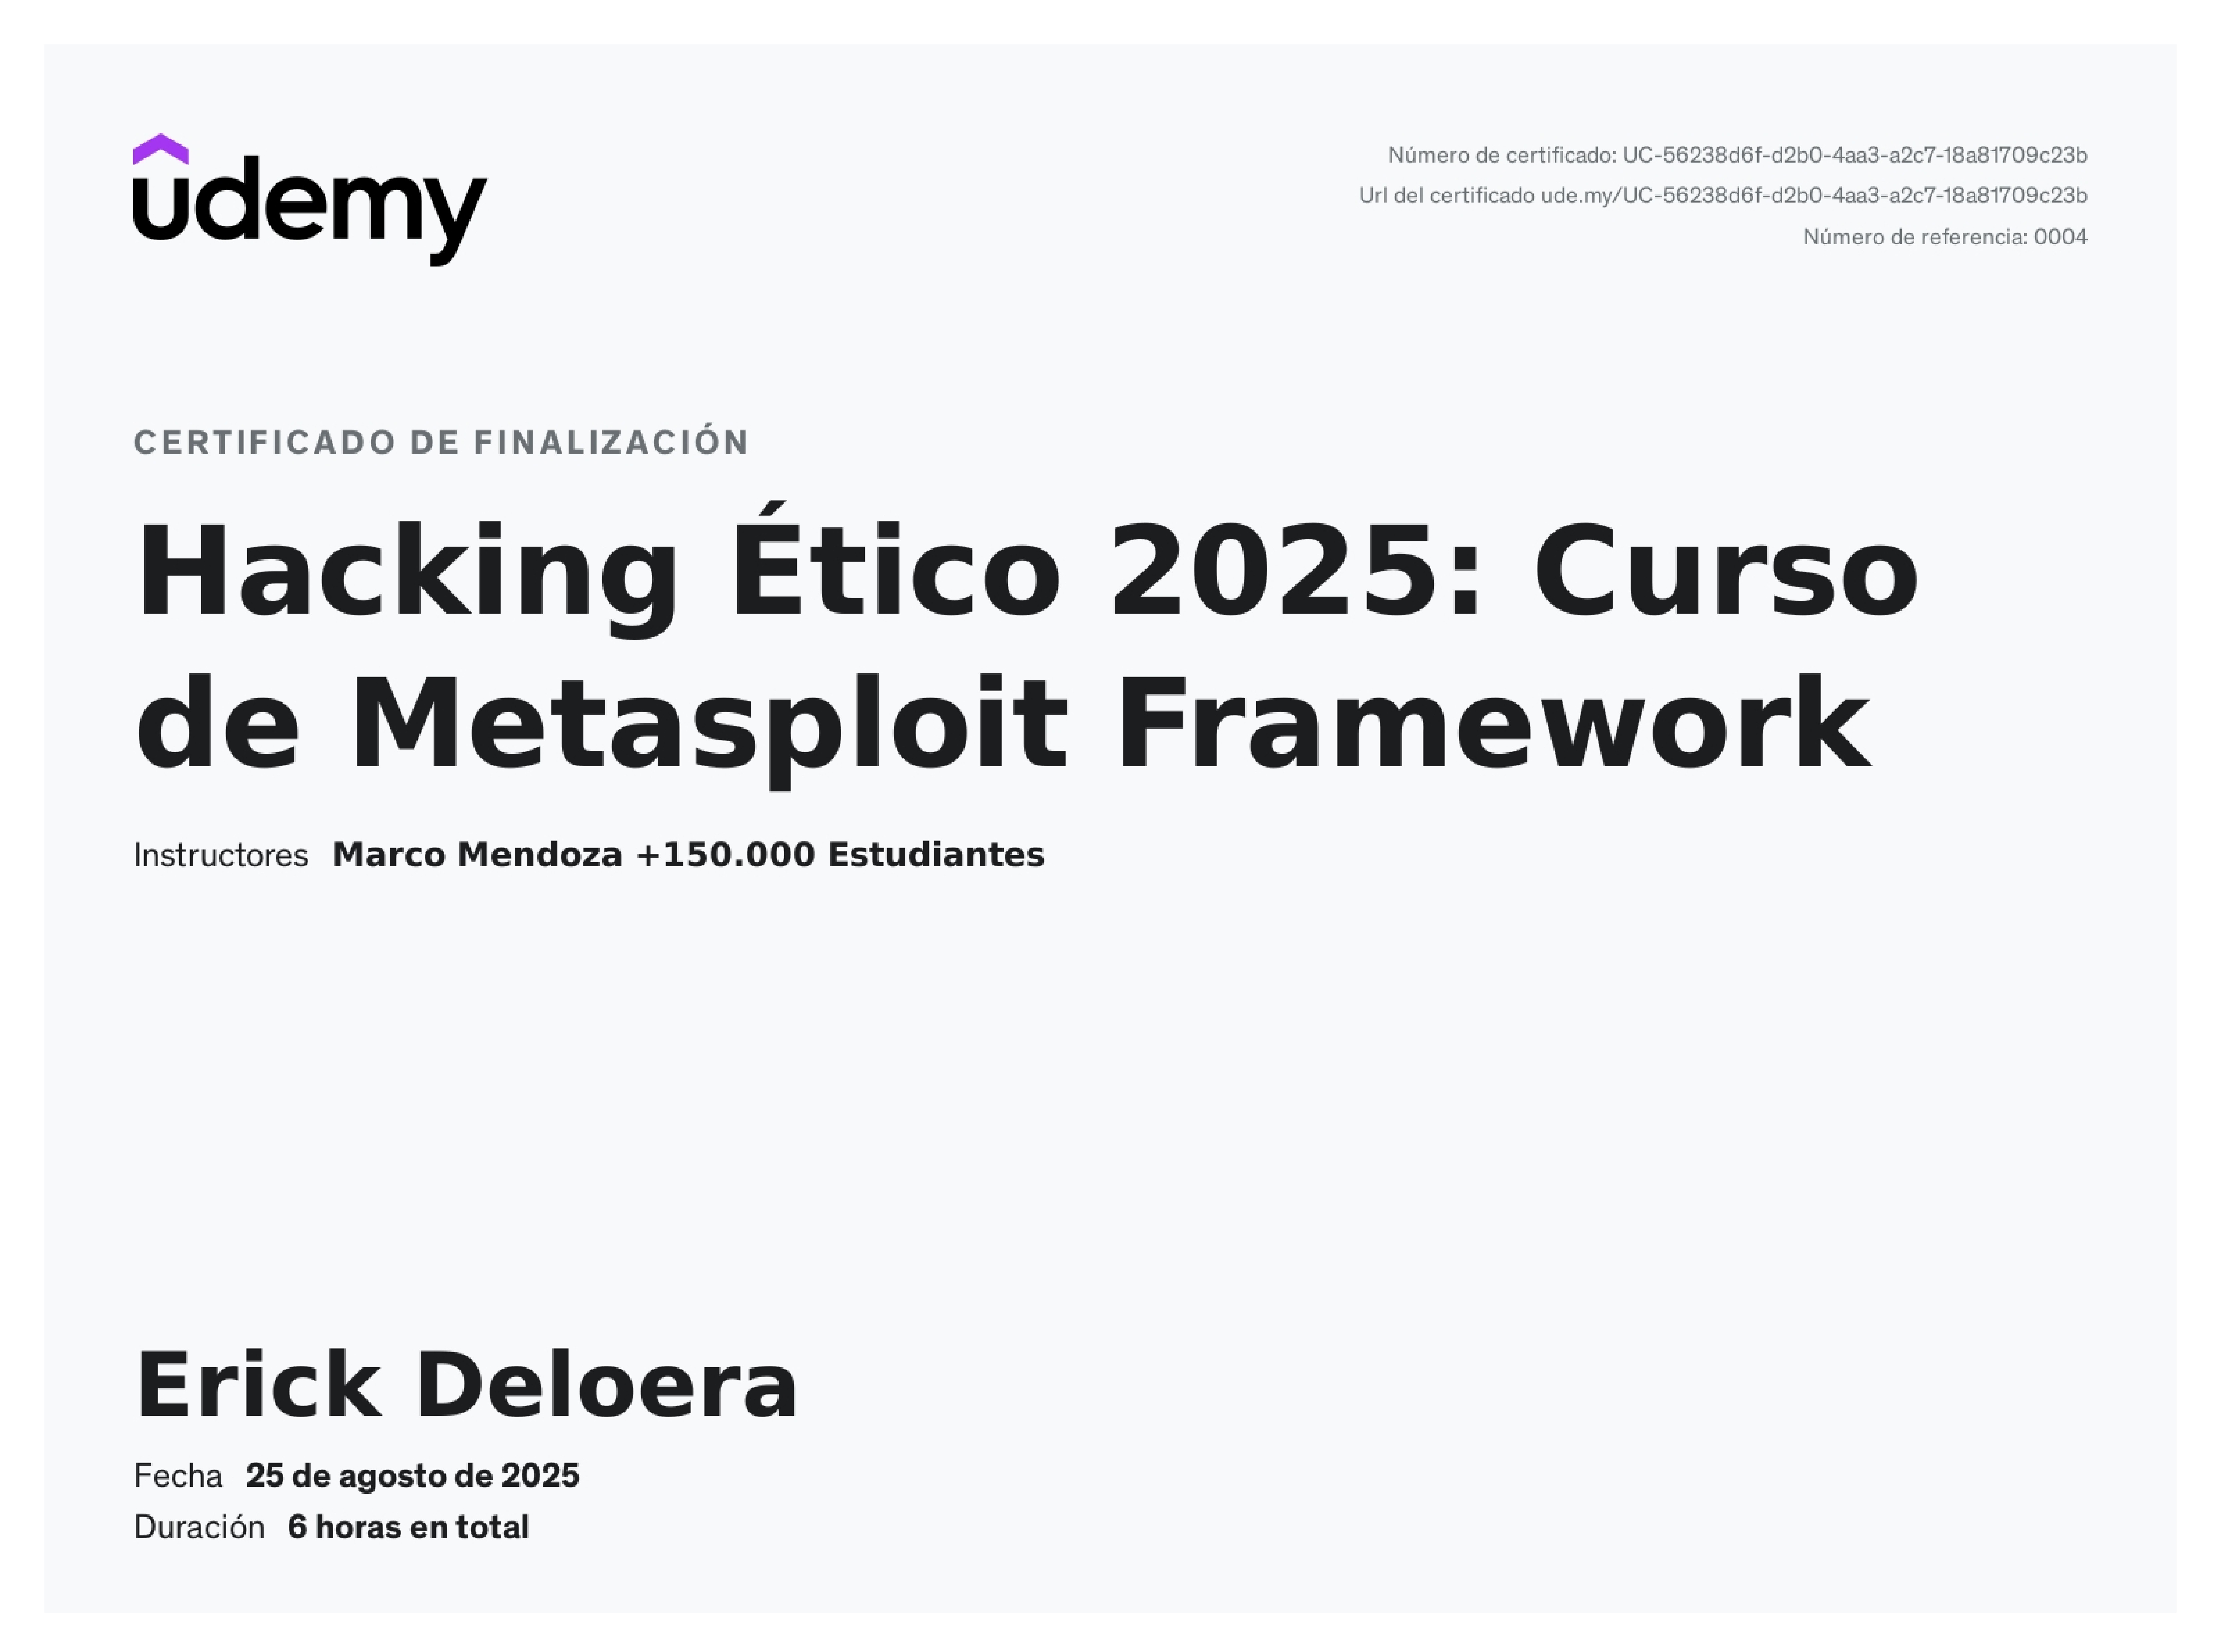 udemy
Número de certificado: UC-56238d6f-d2b0-4aa3-a2c7-18a81709c23b
Url del certificado ude.my/UC-56238d6f-d2b0-4aa3-a2c7-18a81709c23b
Número de referencia: 0004
CERTIFICADO DE FINALIZACIÓN
Hacking Ético 2025: Curso
de Metasploit Framework
Instructores Marco Mendoza +150.000 Estudiantes
Erick Deloera
Fecha 25 de agosto de 2025
Duración 6 horas en total